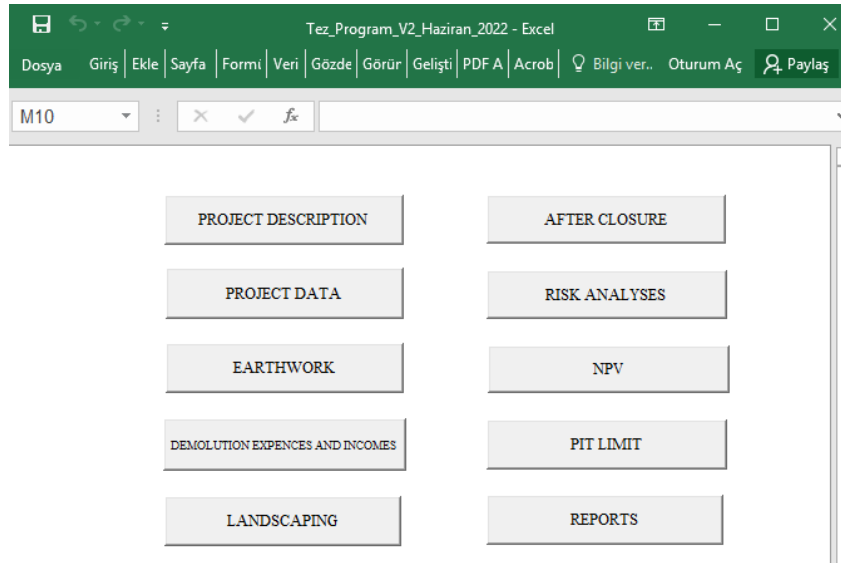 Tez_Program_V2_Haziran_2022 - Excel
Dosya Giriş Ekle Sayfa Formü Veri Gözde Görür Gelişti PDF A Acrob Bilgi ver.. Oturum Aç Paylaş
M10 fx
PROJECT DESCRIPTION AFTER CLOSURE
PROJECT DATA RISK ANALYSES
EARTHWORK NPV
DEMOLUTION EXPENCES AND INCOMES PIT LIMIT
LANDSCAPING REPORTS